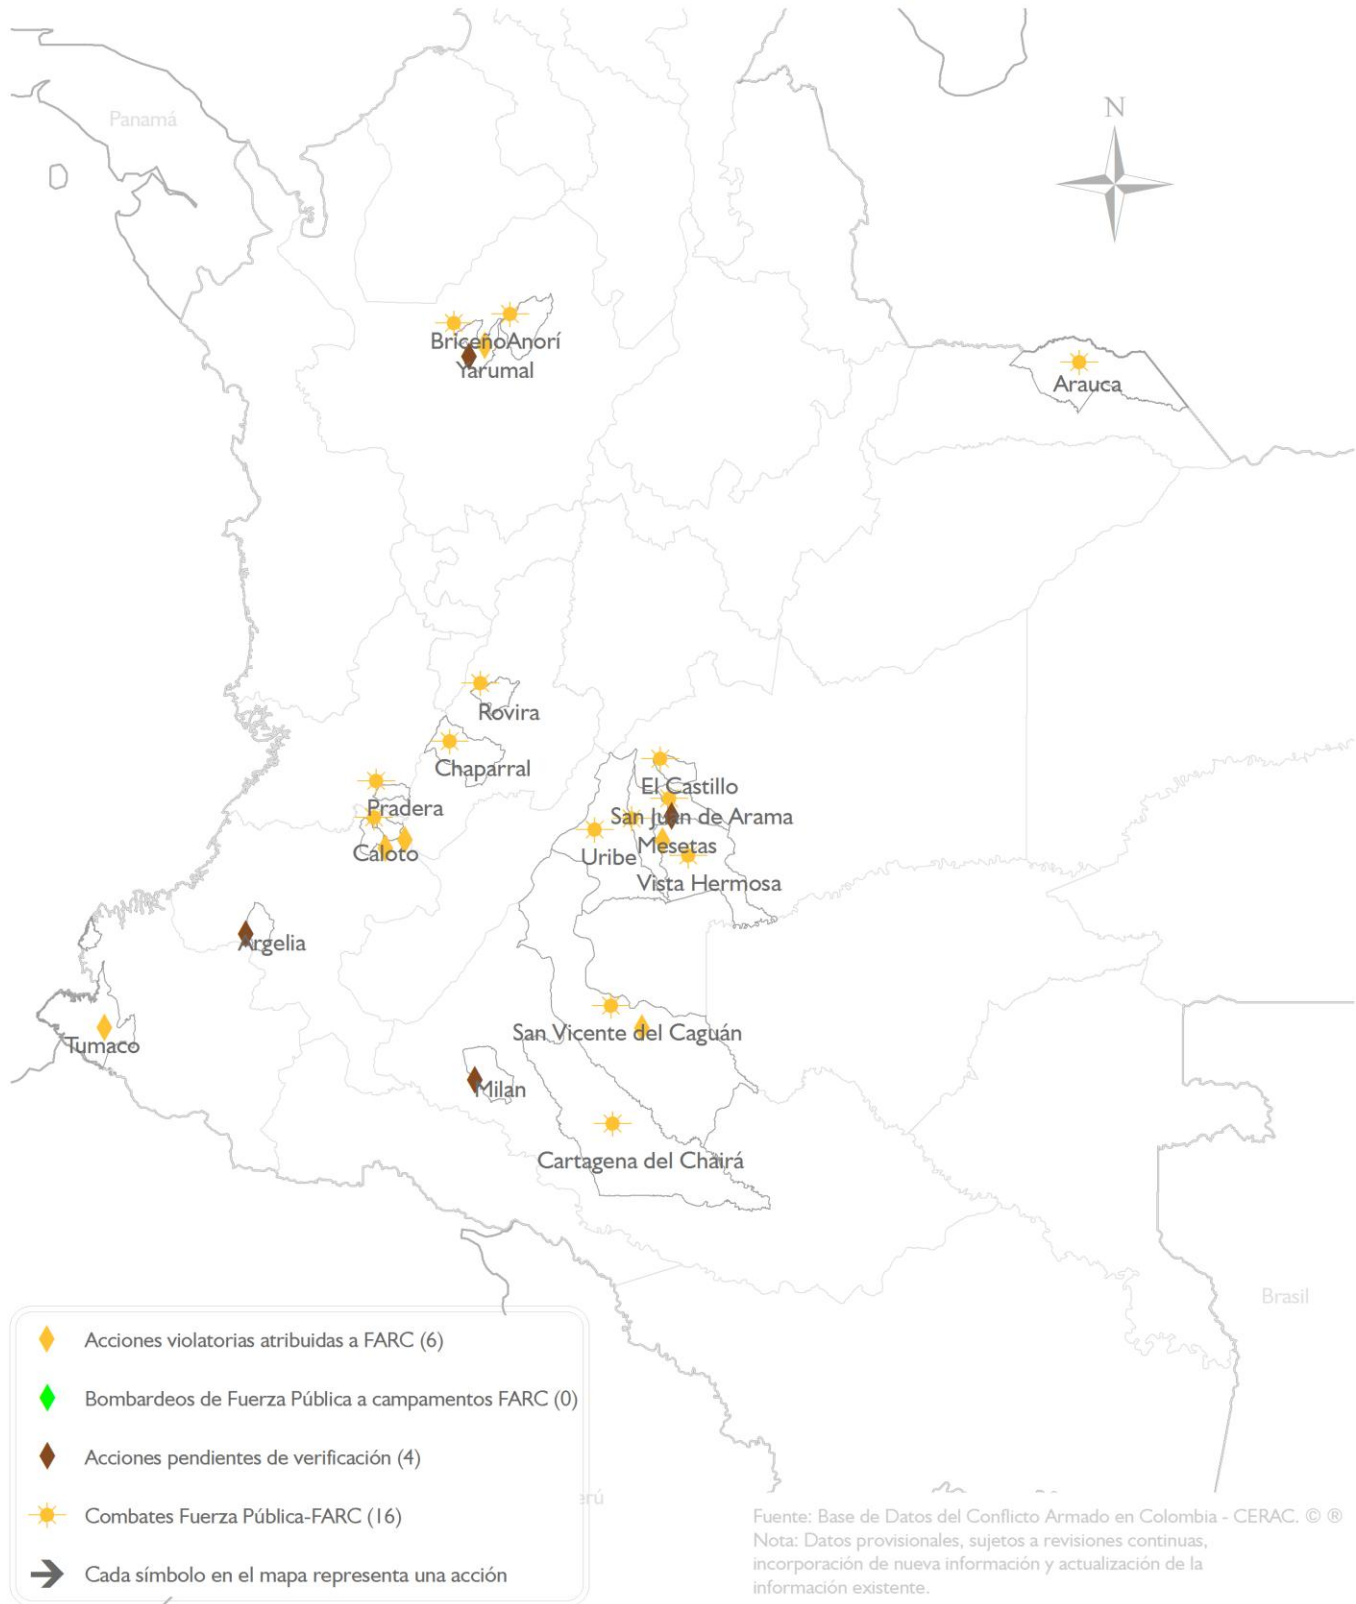 Panamá
N
BriceñoAnorí
Yarumal
Arauca
Rovira
Chaparral
El Castillo
Pradera
San Juan de Arama
Caloto
Mesetas
Uribe
Vista Hermosa
Argelia
San Vicente del Caguán
Tumaco
Milan
Cartagena del Chairá
Brasil
Acciones violatorias atribuidas a FARC (6)
Bombardeos de Fuerza Pública a campamentos FARC (0)
Acciones pendientes de verificación (4)
Combates Fuerza Pública-FARC (16)
Cada símbolo en el mapa representa una acción
erú
Fuente: Base de Datos del Conflicto Armado en Colombia - CERAC. © ®
Nota: Datos provisionales, sujetos a revisiones continuas,
incorporación de nueva información y actualización de la
información existente.